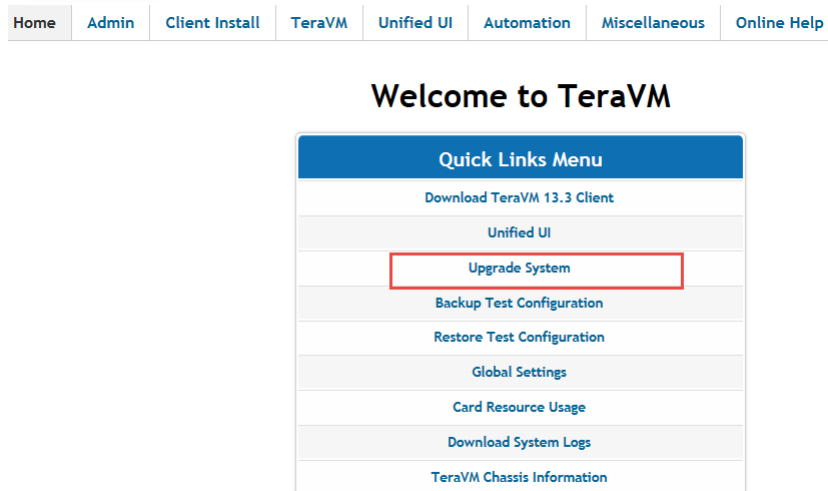 Home Admin Client Install TeraVM Unified UI Automation Miscellaneous Online Help
Welcome to TeraVM
Quick Links Menu
Download TeraVM 13.3 Client
Unified UI
Upgrade System
Backup Test Configuration
Restore Test Configuration
Global Settings
Card Resource Usage
Download System Logs
TeraVM Chassis Information